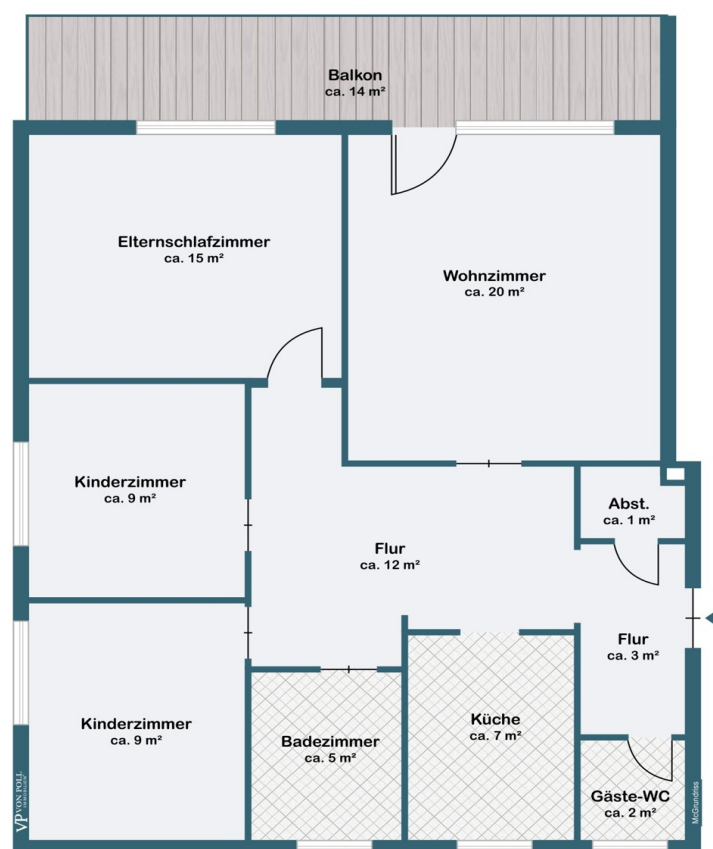 Balkon
ca. 14 m²
Elternschlafzimmer
ca. 15 m²
Wohnzimmer
ca. 20 m²
Kinderzimmer
ca. 9 m²
Abst.
ca. 1 m²
Flur
ca. 12 m²
Flur
ca. 3 m²
Kinderzimmer
ca. 9 m²
Badezimmer
ca. 5 m²
Küche
ca. 7 m²
Gäste-WC
ca. 2 m²
VP VON POLL
IMMOBILIEN
McGrundriss